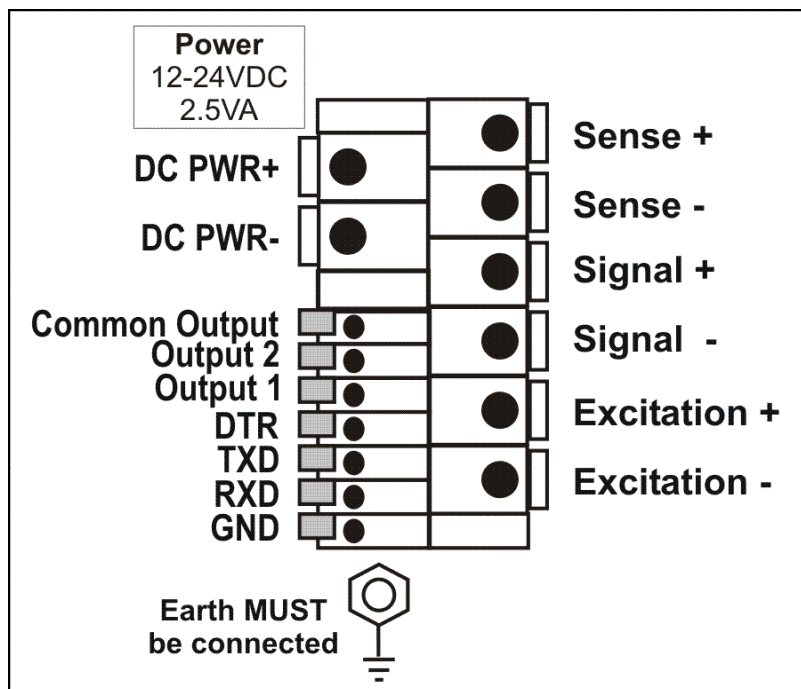 Power
12-24VDC
2.5VA
DC PWR+
DC PWR-
Common Output
Output 2
Output 1
DTR
TXD
RXD
GND
Sense +
Sense -
Signal +
Signal -
Excitation +
Excitation -
Earth MUST
be connected